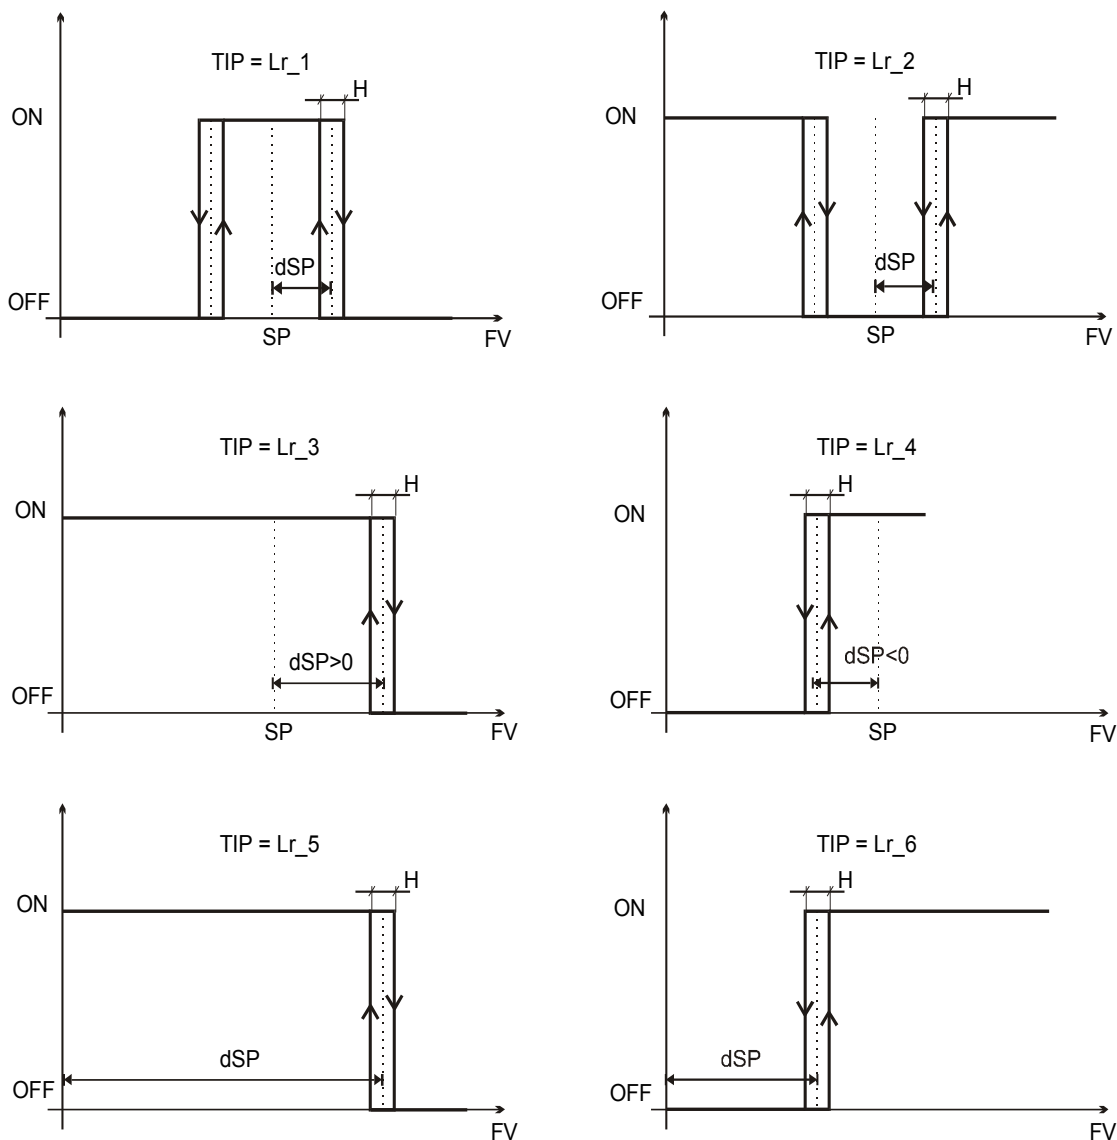 TIP = Lr_1
H
ON
dSP
OFF
SP
FV
TIP = Lr_2
H
ON
dSP
OFF
SP
FV
TIP = Lr_3
H
ON
dSP>0
OFF
SP
FV
TIP = Lr_4
H
ON
dSP<0
OFF
SP
FV
TIP = Lr_5
H
ON
dSP
OFF
FV
TIP = Lr_6
H
ON
dSP
OFF
FV